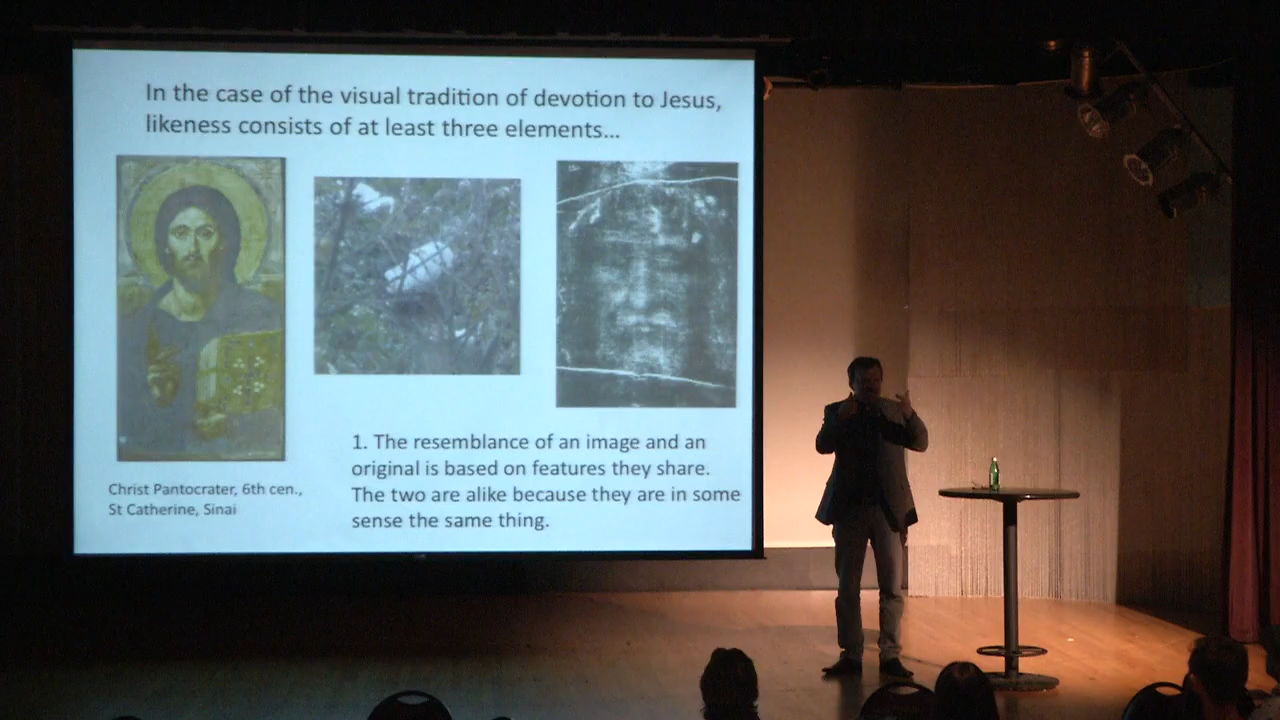 In the case of the visual tradition of devotion to Jesus,
likeness consists of at least three elements...
1. The resemblance of an image and an
original is based on features they share.
The two are alike because they are in some
sense the same thing.
Christ Pantocrater, 6th cen.,
St Catherine, Sinai